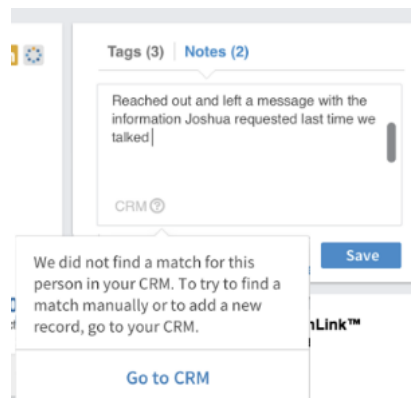 Tags (3) Notes (2)
Reached out and left a message with the
information Joshua requested last time we
talked
CRM
Save
We did not find a match for this
person in your CRM. To try to find a
match manually or to add a new
record, go to your CRM.
Go to CRM